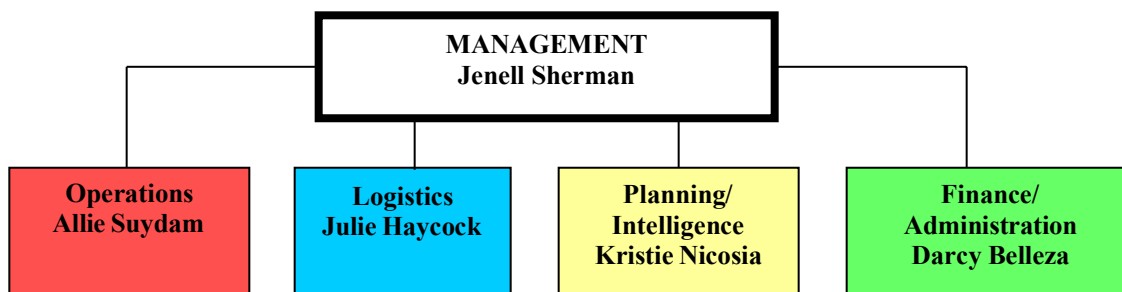 MANAGEMENT
Jenell Sherman
Operations
Allie Suydam
Logistics
Julie Haycock
Planning/
Intelligence
Kristie Nicosia
Finance/
Administration
Darcy Belleza